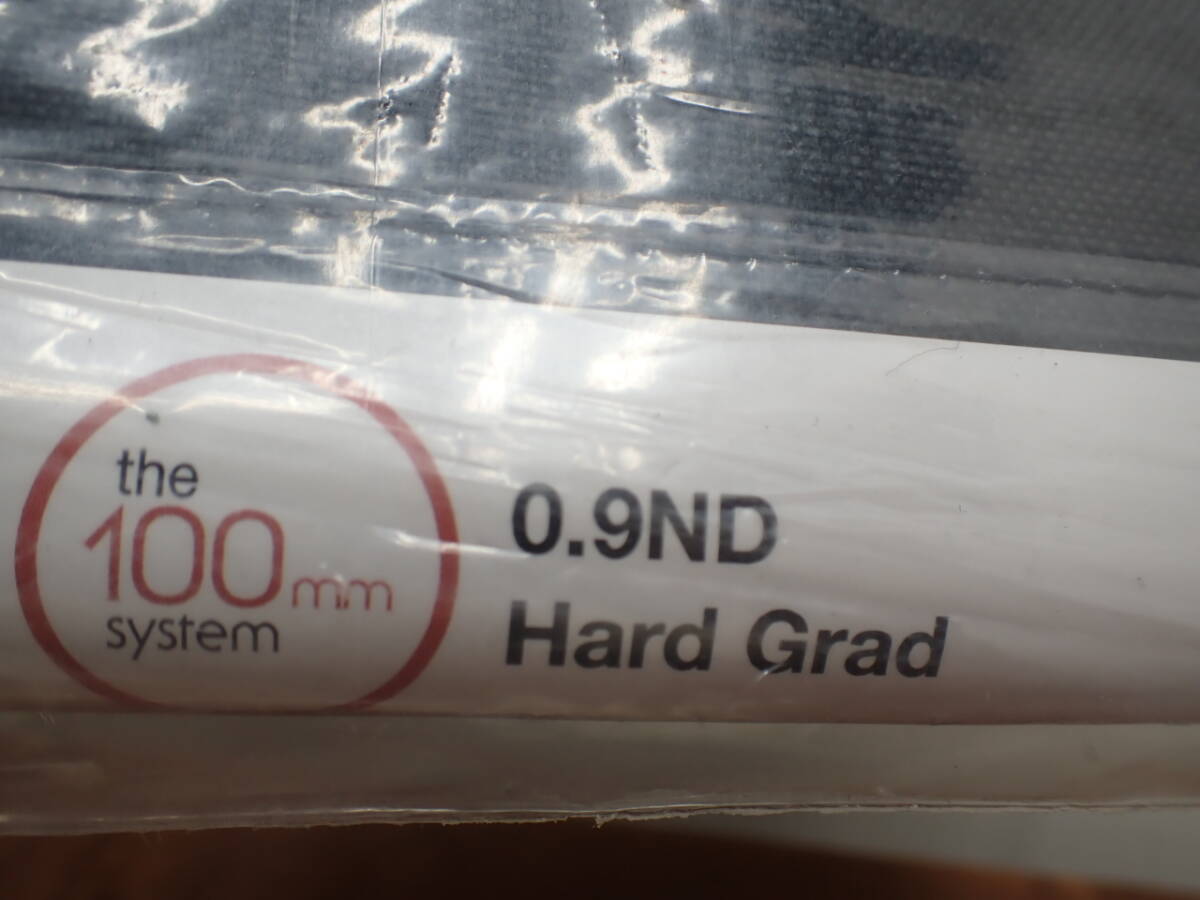 the
100mm
system
0.9ND
Hard Grad